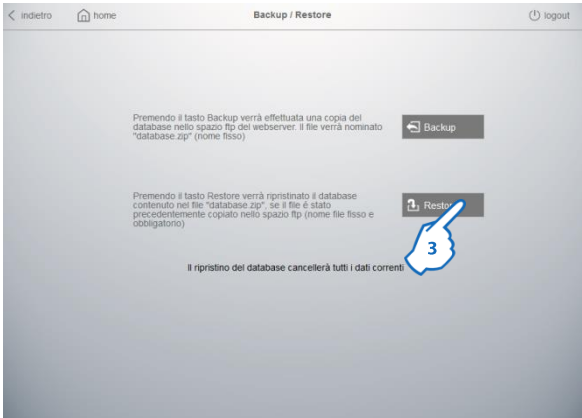 indietro home Backup / Restore logout
Premendo il tasto Backup verrà effettuata una copia del
database nello spazio ftp del webserver. Il file verrà nominato
"database.zip" (nome fisso)
Backup
Premendo il tasto Restore verrà ripristinato il database
contenuto nel file "database.zip", se il file é stato
precedentemente copiato nello spazio ftp (nome file fisso e
obbligatorio)
Restor
3
Il ripristino del database cancellerà tutti i dati correnti